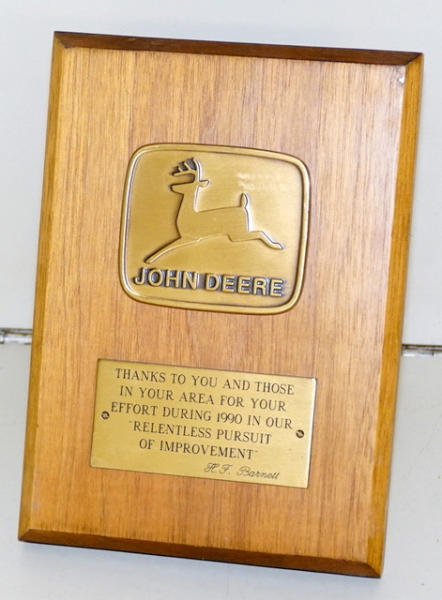 JOHN DEERE
THANKS TO YOU AND THOSE
IN YOUR AREA FOR YOUR
EFFORT DURING 1990 IN OUR
"RELENTLESS PURSUIT
OF IMPROVEMENT"
H.F. Barnett